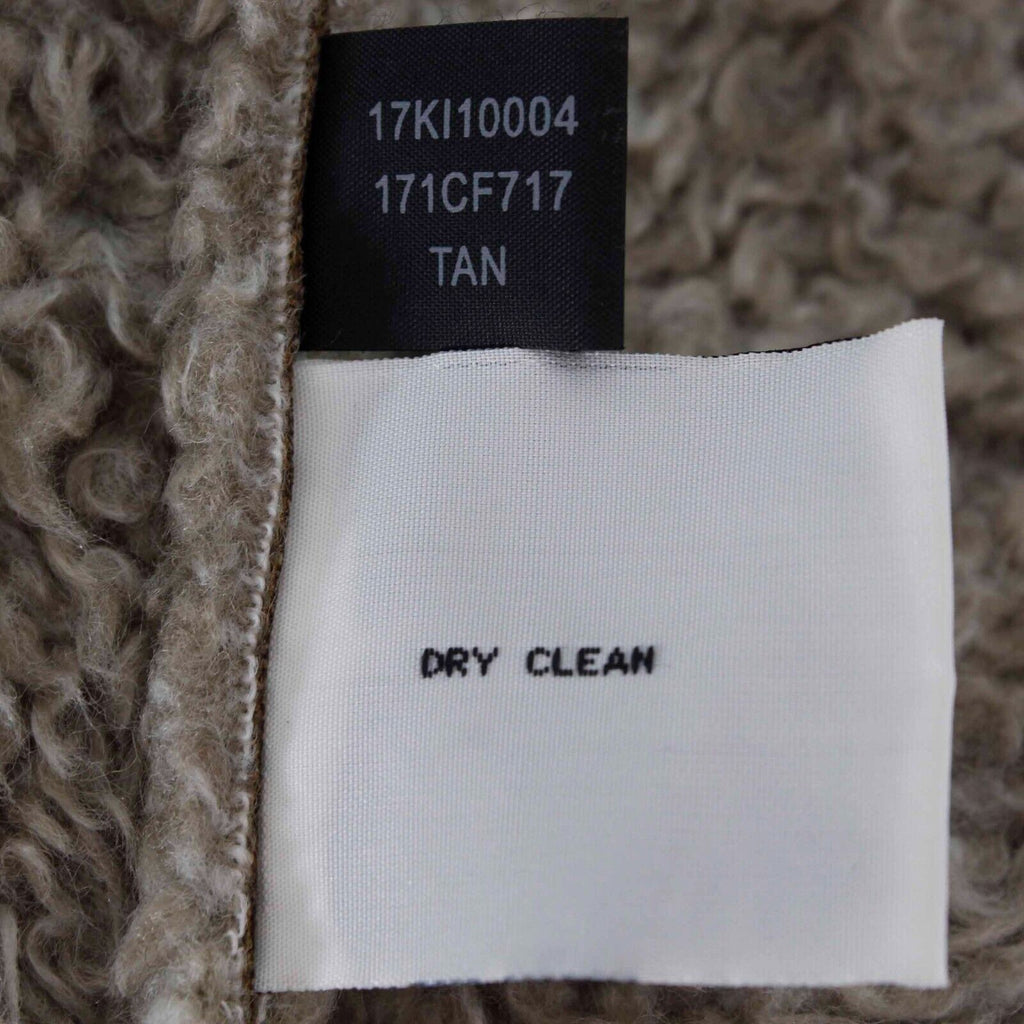 17KI10004
171CF717
TAN
DRY CLEAN